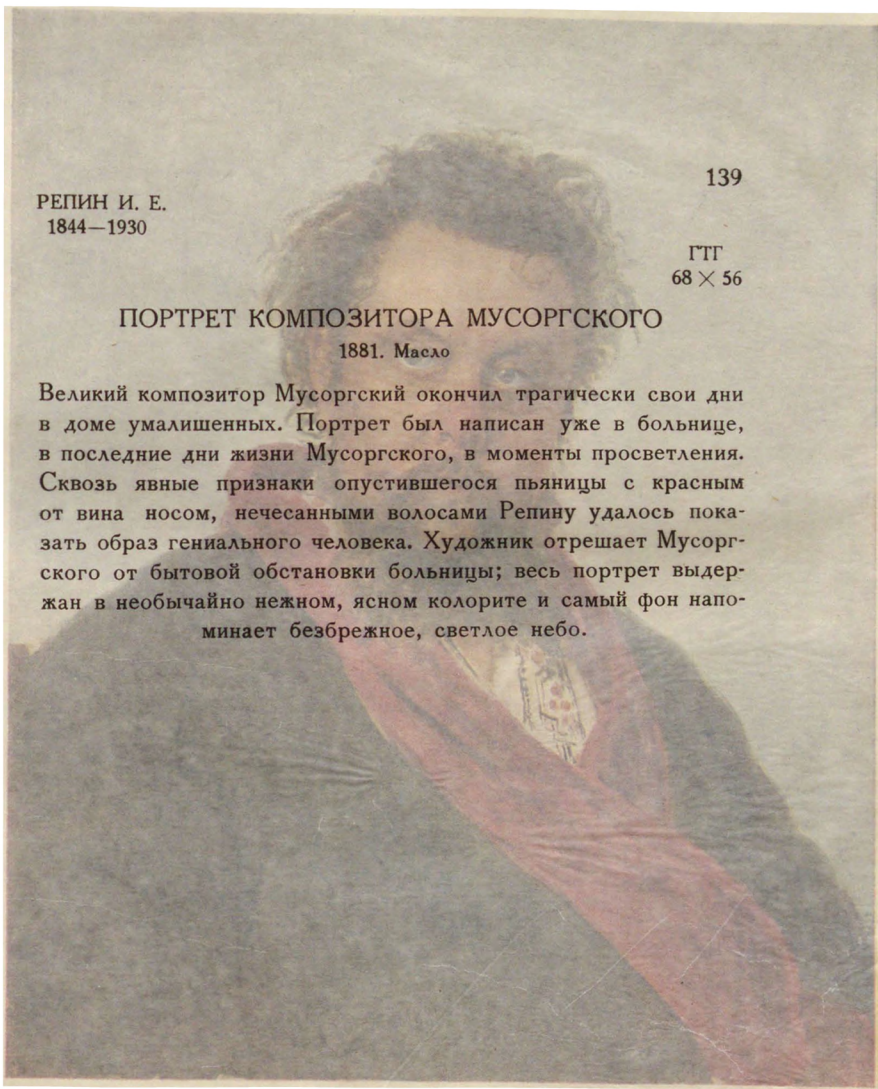 139
РЕПИН И. Е.
1844—1930
ГТГ
68 × 56
ПОРТРЕТ КОМПОЗИТОРА МУСОРГСКОГО
1881. Масло
Великий композитор Мусоргский окончил трагически свои дни
в доме умалишенных. Портрет был написан уже в больнице,
в последние дни жизни Мусоргского, в моменты просветления.
Сквозь явные признаки опустившегося пьяницы с красным
от вина носом, нечесанными волосами Репину удалось пока-
зать образ гениального человека. Художник отрешает Мусорг-
ского от бытовой обстановки больницы; весь портрет выдер-
жан в необычайно нежном, ясном колорите и самый фон напо-
минает безбрежное, светлое небо.